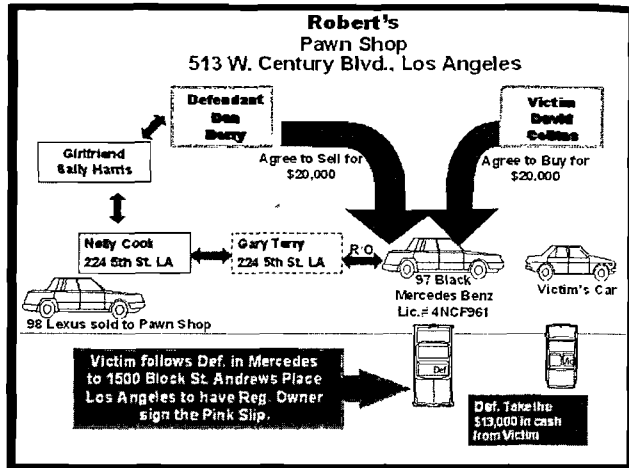 Robert's
Pawn Shop
513 W. Century Blvd., Los Angeles
Defendant
Dan
Berry
Victim
David
Collins
Girlfriend
Sally Harris
Agree to Sell for
$20,000
Agree to Buy for
$20,000
Nelly Cook
224 5th St. LA
Gary Terry
224 5th St. LA
R/O
97 Black
Mercedes Benz
Lic.# 4NCF961
Victim's Car
98 Lexus sold to Pawn Shop
Victim follows Def. in Mercedes
to 1500 Block St. Andrews Place
Los Angeles to have Reg. Owner
sign the Pink Slip.
Def
Def. Take the
$13,000 in cash
from Victim